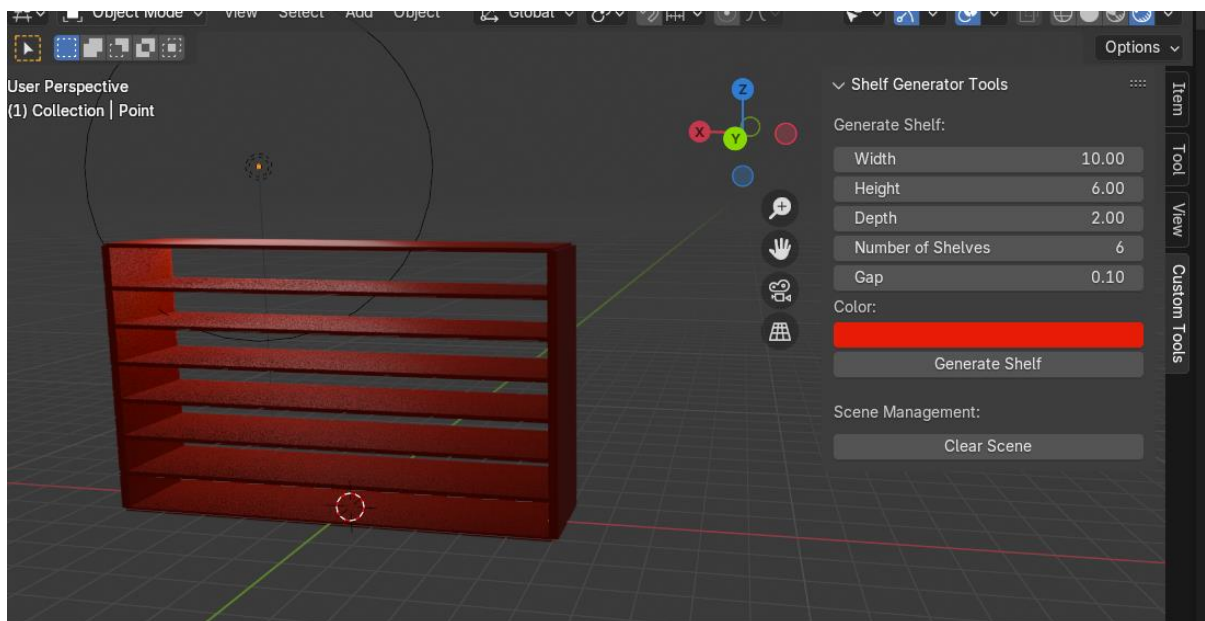 Object Mode View Select Add Object Global
Options
User Perspective
(1) Collection | Point
Z
X
Y
Shelf Generator Tools
Generate Shelf:
Width 10.00
Height 6.00
Depth 2.00
Number of Shelves 6
Gap 0.10
Color:
Generate Shelf
Scene Management:
Clear Scene
Item
Tool
View
Custom Tools